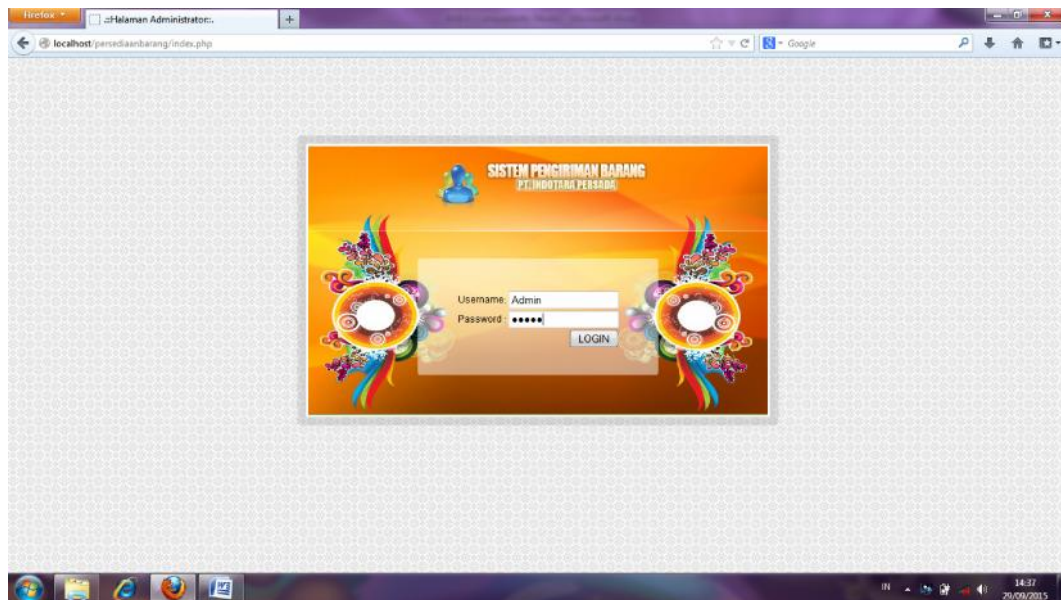 Firefox
.::Halaman Administrator::.
localhost/persediaanbarang/index.php
Google
SISTEM PENGIRIMAN BARANG
PT. INDOTARA PERSADA
Username: Admin
Password :
LOGIN
IN
14:37
29/09/2015